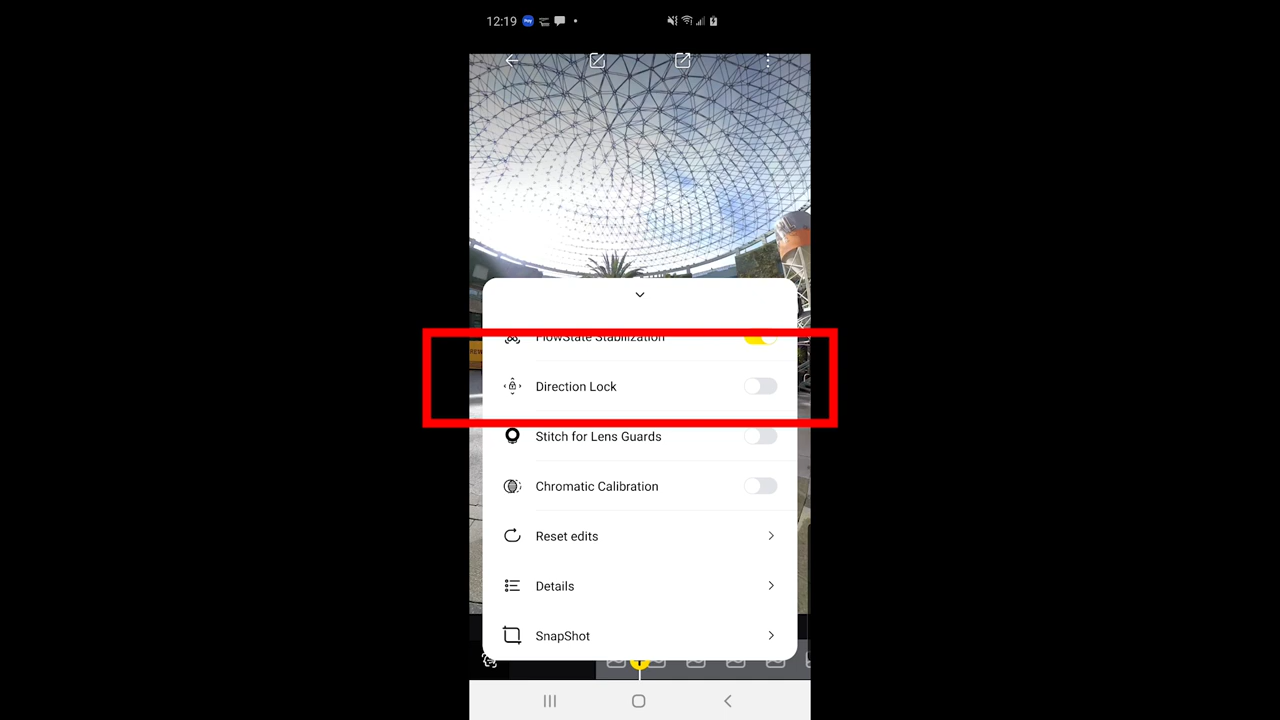 12:19
FlowState Stabilization
Direction Lock
Stitch for Lens Guards
Chromatic Calibration
Reset edits
Details
SnapShot